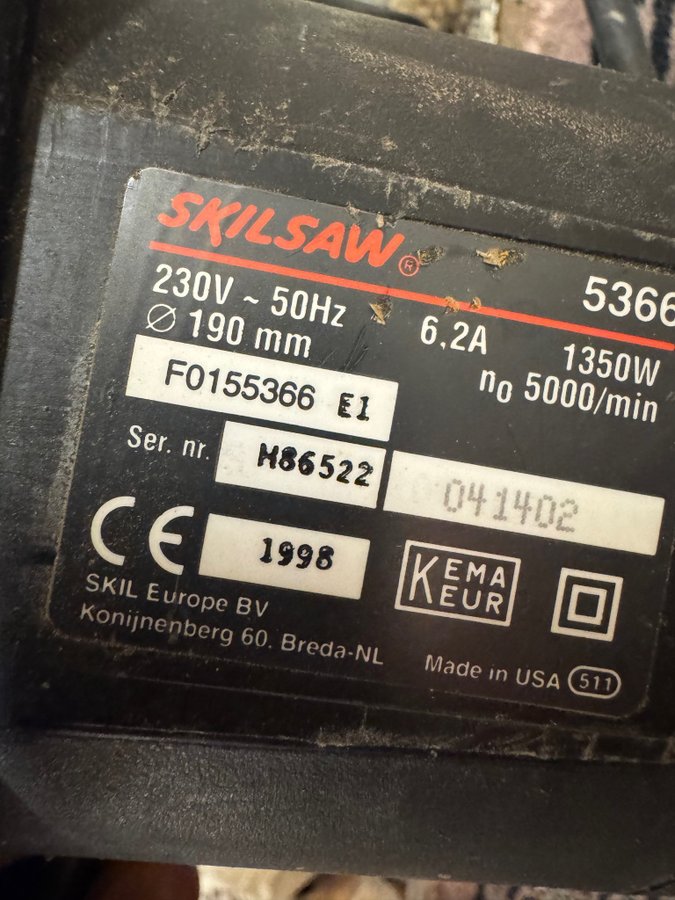 SKILSAW®
5366
230V ~ 50Hz 6,2A 1350W
Ø 190 mm n0 5000/min
F0155366 E1
Ser. nr. M86522 041402
CE 1998
KEMA EUR
SKIL Europe BV
Konijnenberg 60. Breda-NL
Made in USA 511